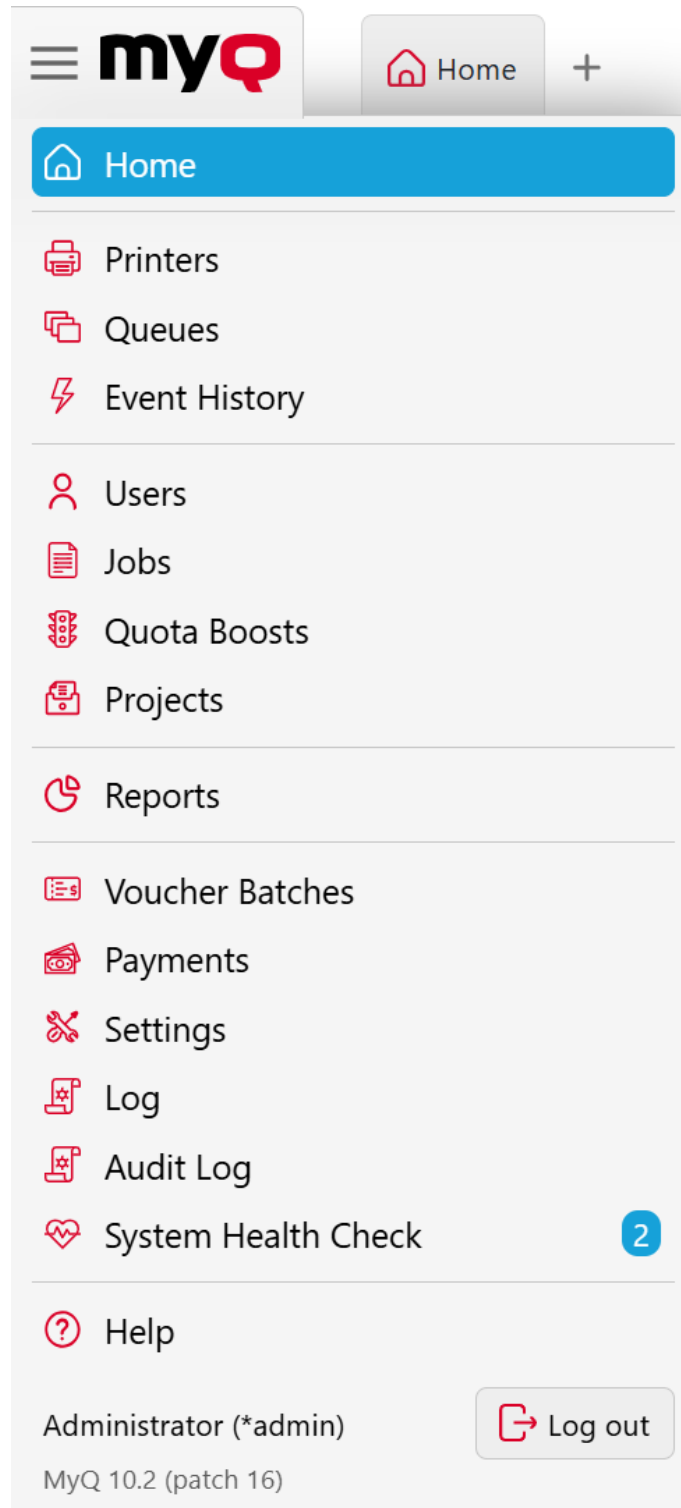 myQ
Home
+
Home
Printers
Queues
Event History
Users
Jobs
Quota Boosts
Projects
Reports
Voucher Batches
Payments
Settings
Log
Audit Log
System Health Check 2
Help
Administrator (*admin) Log out
MyQ 10.2 (patch 16)